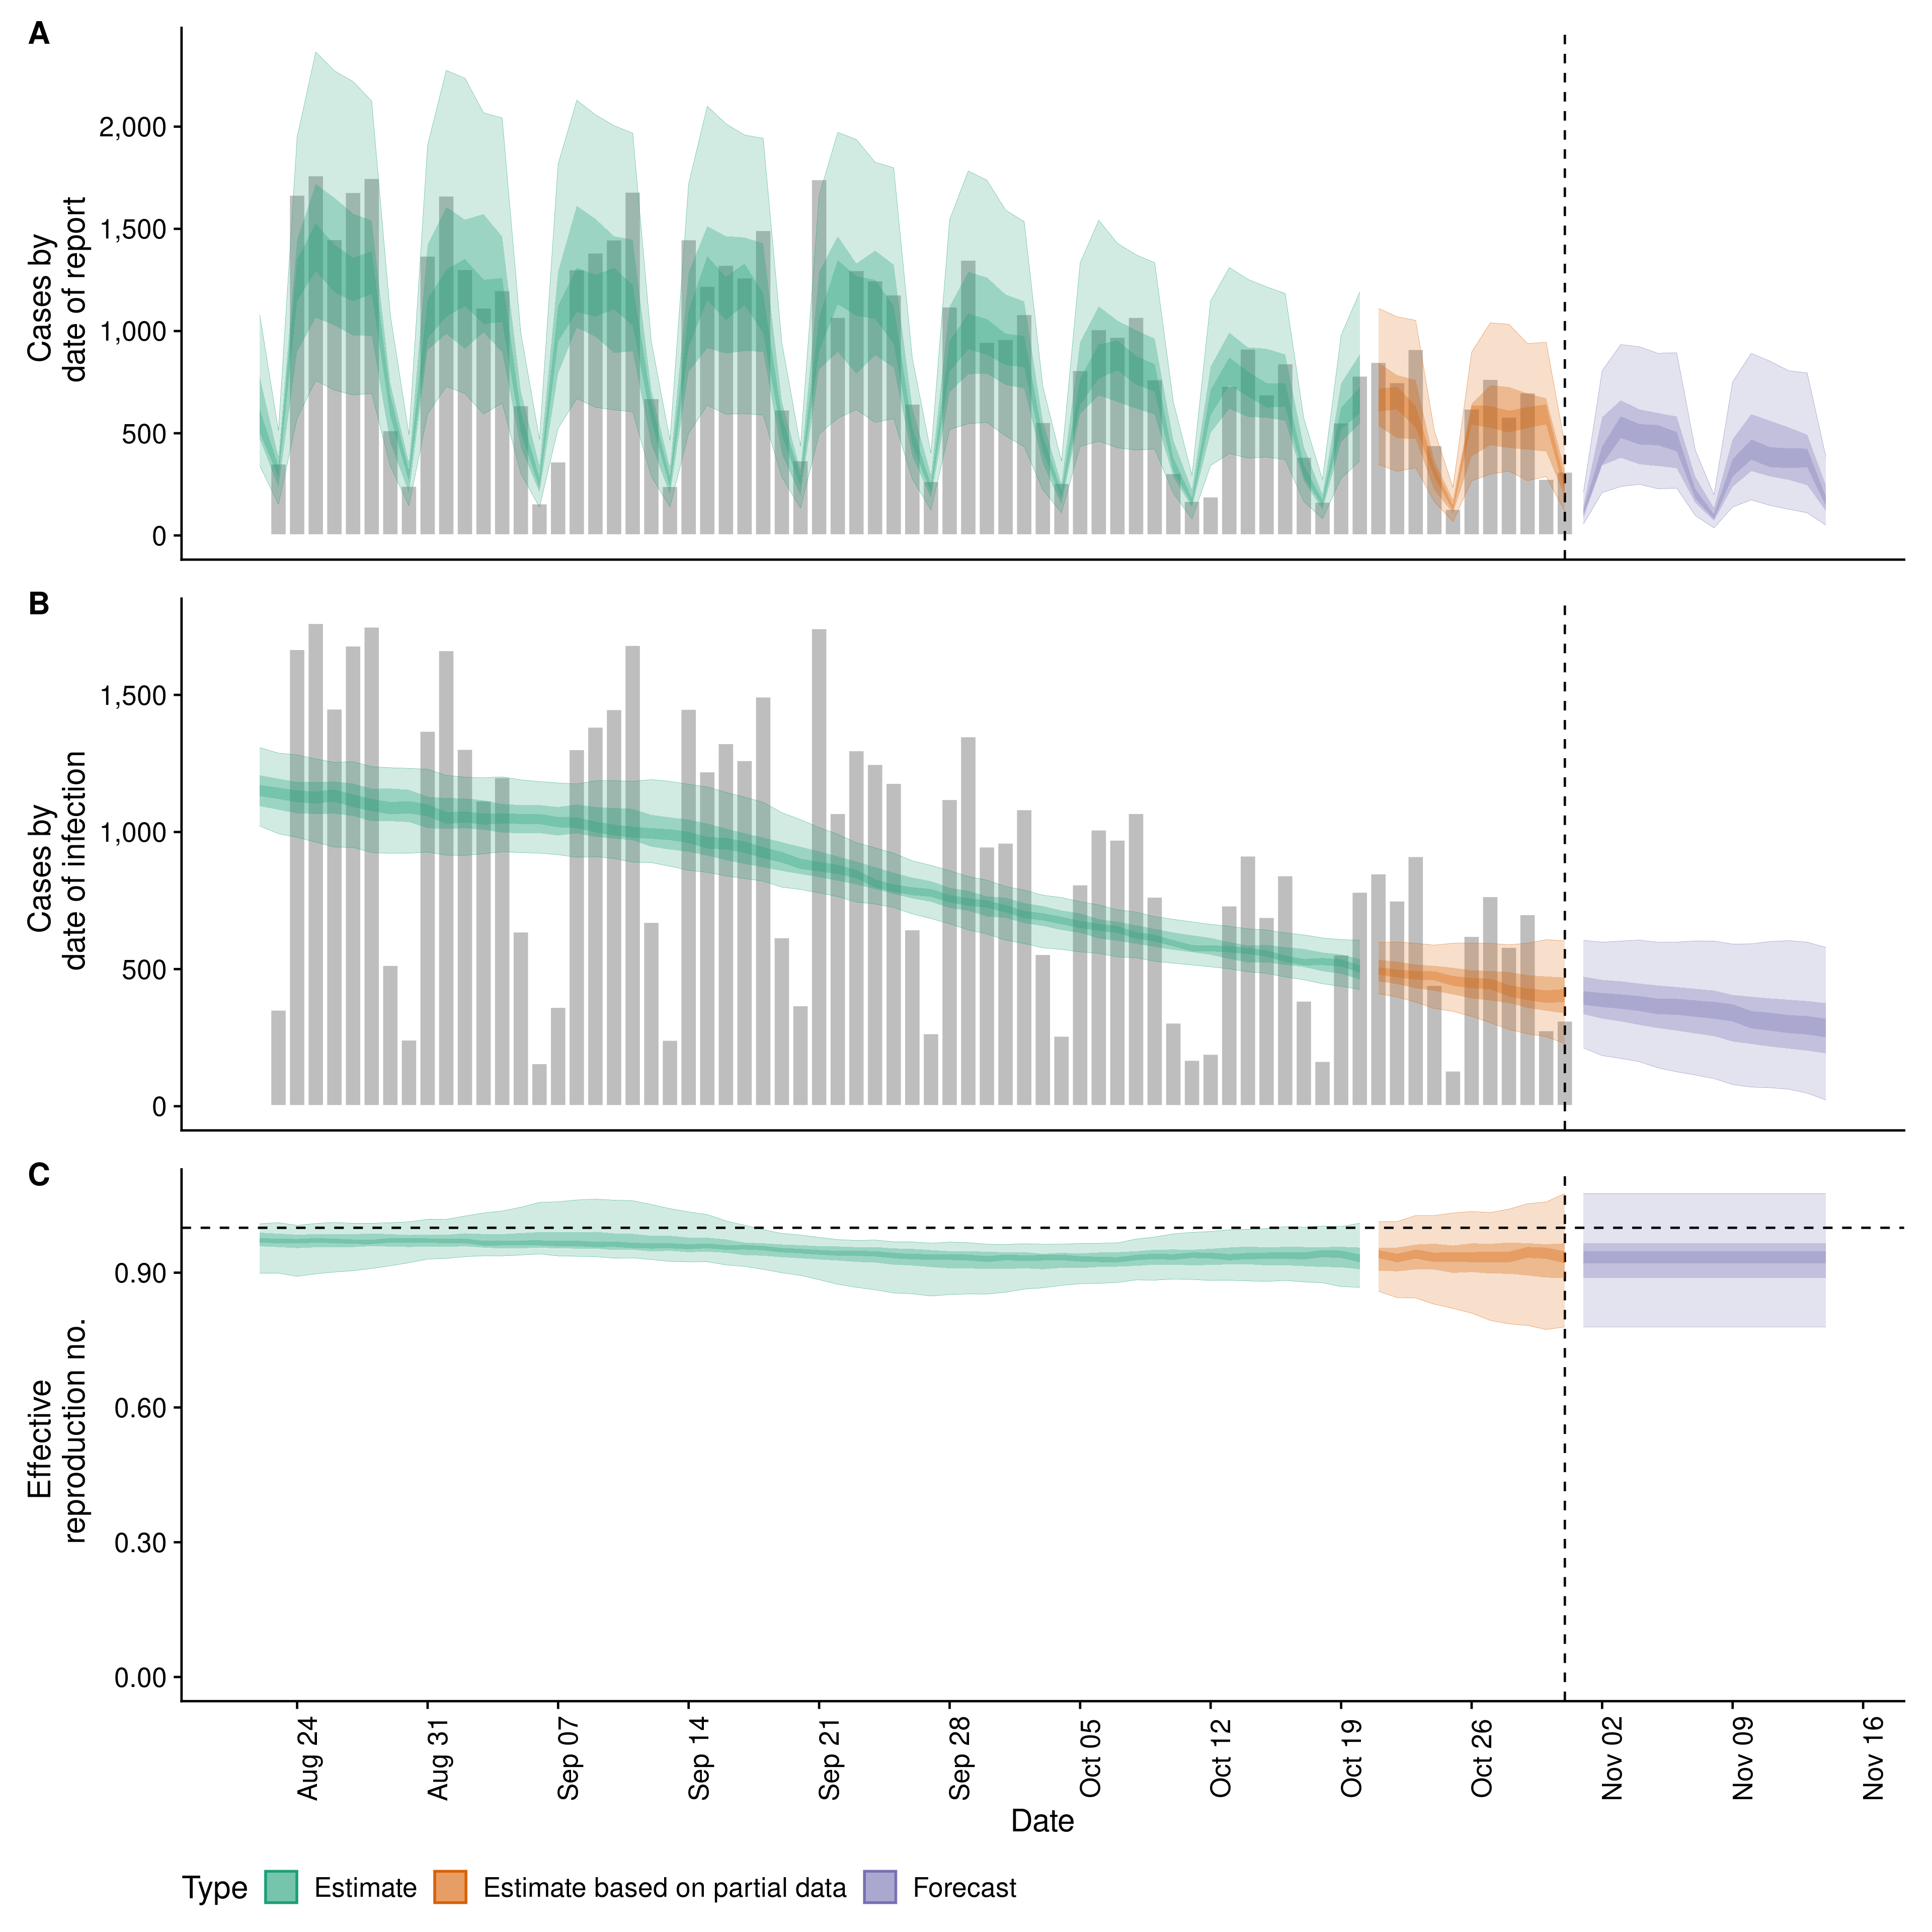 A
Cases by
date of report
2,000
1,500
1,000
500
0
B
Cases by
date of infection
1,500
1,000
500
0
C
Effective
reproduction no.
0.90
0.60
0.30
0.00
Aug 24
Aug 31
Sep 07
Sep 14
Sep 21
Sep 28
Oct 05
Oct 12
Oct 19
Oct 26
Nov 02
Nov 09
Nov 16
Date
Type Estimate Estimate based on partial data Forecast